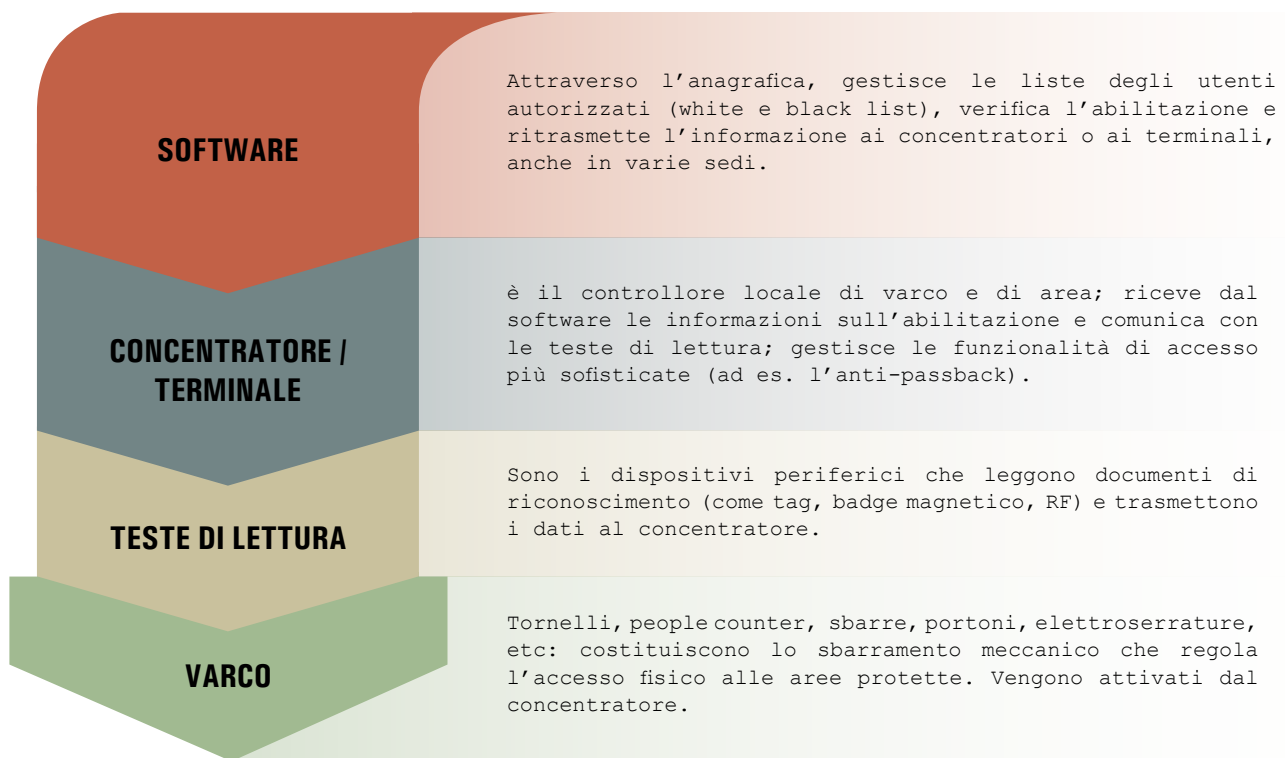 SOFTWARE
Attraverso l'anagrafica, gestisce le liste degli utenti
autorizzati (white e black list), verifica l'abilitazione e
ritrasmette l'informazione ai concentratori o ai terminali,
anche in varie sedi.
CONCENTRATORE /
TERMINALE
è il controllore locale di varco e di area; riceve dal
software le informazioni sull'abilitazione e comunica con
le teste di lettura; gestisce le funzionalità di accesso
più sofisticate (ad es. l'anti-passback).
TESTE DI LETTURA
Sono i dispositivi periferici che leggono documenti di
riconoscimento (come tag, badge magnetico, RF) e trasmettono
i dati al concentratore.
VARCO
Tornelli, people counter, sbarre, portoni, elettroserrature,
etc: costituiscono lo sbarramento meccanico che regola
l'accesso fisico alle aree protette. Vengono attivati dal
concentratore.